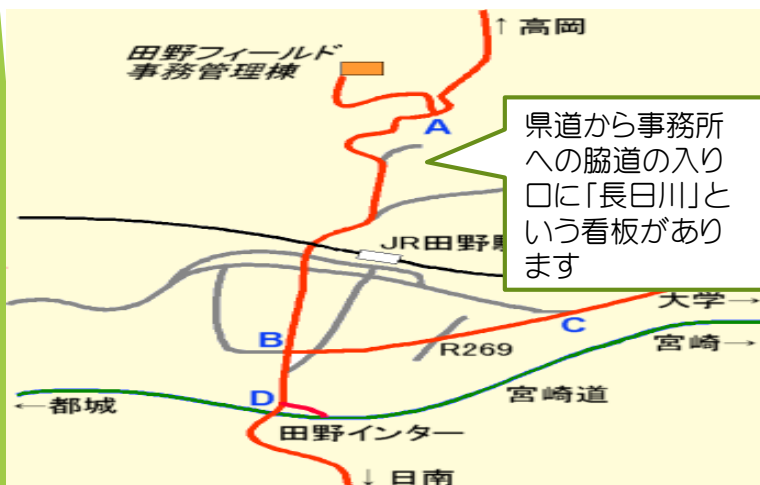 ↑ 高岡
田野フィールド
事務管理棟
A
県道から事務所
への脇道の入り
口に「長日川」と
いう看板があり
ます
JR田野
大学→
B
C
R269
宮崎→
D
宮崎道
←都城
田野インター
↓ 日南